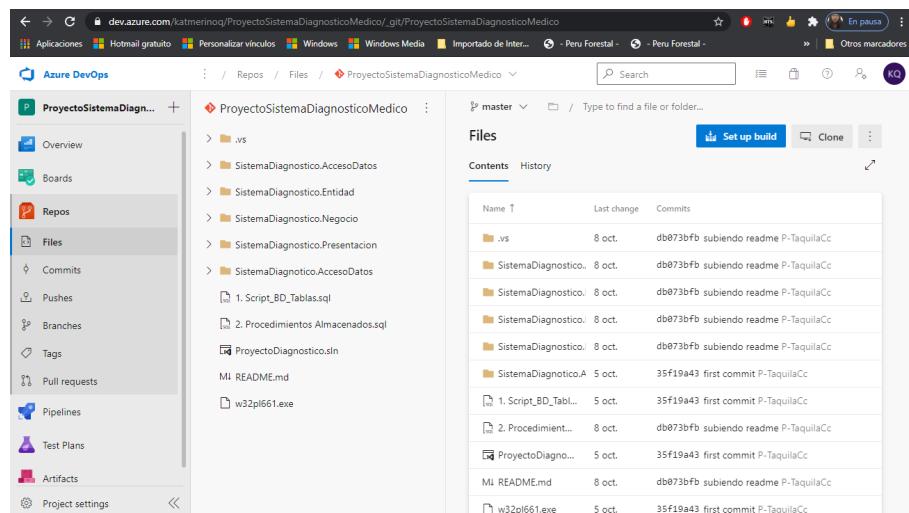 dev.azure.com/katmerinoq/ProyectoSistemaDiagnosticoMedico/_git/ProyectoSistemaDiagnosticoMedico
En pausa
Aplicaciones Hotmail gratuito Personalizar vínculos Windows Windows Media Importado de Inter... - Peru Forestal - - Peru Forestal - » Otros marcadores
Azure DevOps / Repos / Files / ProyectoSistemaDiagnosticoMedico Search KQ
P ProyectoSistemaDiagn... +
Overview
Boards
Repos
Files
Commits
Pushes
Branches
Tags
Pull requests
Pipelines
Test Plans
Artifacts
Project settings
ProyectoSistemaDiagnosticoMedico
.vs
SistemaDiagnostico.AccesoDatos
SistemaDiagnostico.Entidad
SistemaDiagnostico.Negocio
SistemaDiagnostico.Presentacion
SistemaDiagnotico.AccesoDatos
1. Script_BD_Tablas.sql
2. Procedimientos Almacenados.sql
ProyectoDiagnostico.sln
M↓ README.md
w32pl661.exe
master / Type to find a file or folder...
Files
Set up build Clone
Contents History
Name ↑ Last change Commits
.vs 8 oct. db073bfb subiendo readme P-TaquilaCc
SistemaDiagnostico.. 8 oct. db073bfb subiendo readme P-TaquilaCc
SistemaDiagnostico. 8 oct. db073bfb subiendo readme P-TaquilaCc
SistemaDiagnostico. 8 oct. db073bfb subiendo readme P-TaquilaCc
SistemaDiagnostico. 8 oct. db073bfb subiendo readme P-TaquilaCc
SistemaDiagnotico.A 5 oct. 35f19a43 first commit P-TaquilaCc
1. Script_BD_Tabl... 5 oct. 35f19a43 first commit P-TaquilaCc
2. Procedimient... 8 oct. db073bfb subiendo readme P-TaquilaCc
ProyectoDiagno... 5 oct. 35f19a43 first commit P-TaquilaCc
M↓ README.md 8 oct. db073bfb subiendo readme P-TaquilaCc
w32pl661.exe 5 oct. 35f19a43 first commit P-TaquilaCc